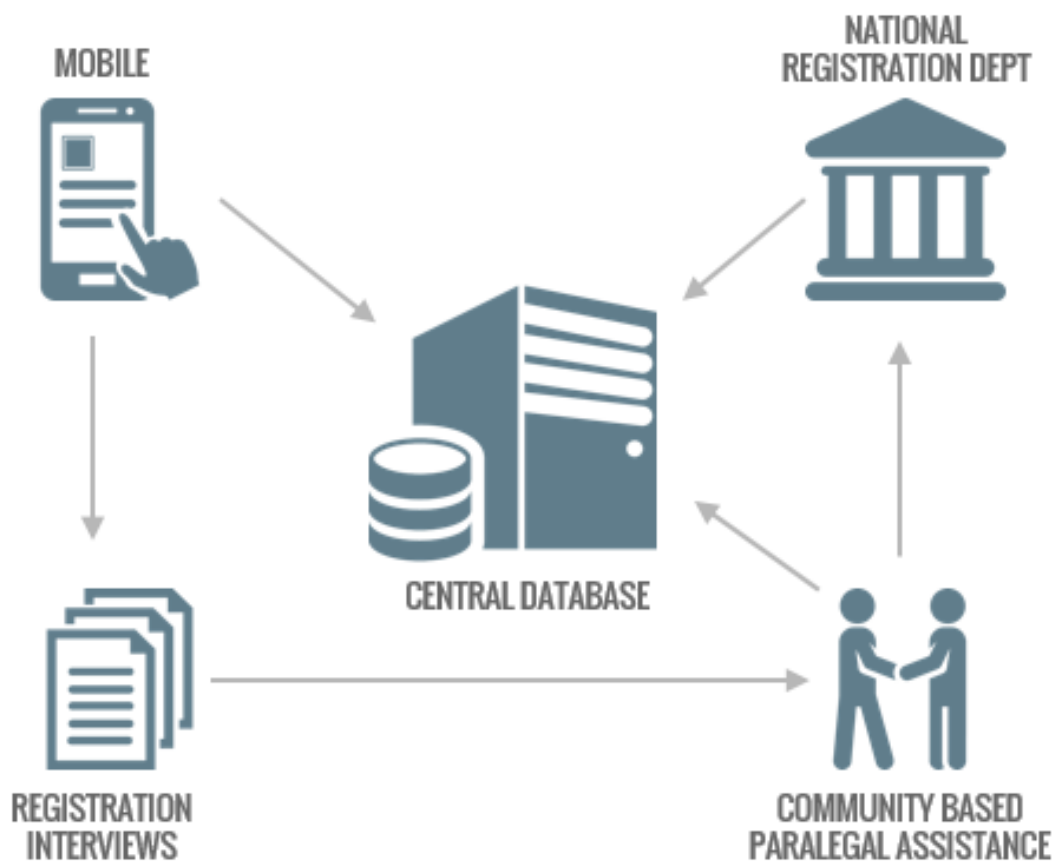 MOBILE
NATIONAL
REGISTRATION DEPT
CENTRAL DATABASE
REGISTRATION
INTERVIEWS
COMMUNITY BASED
PARALEGAL ASSISTANCE